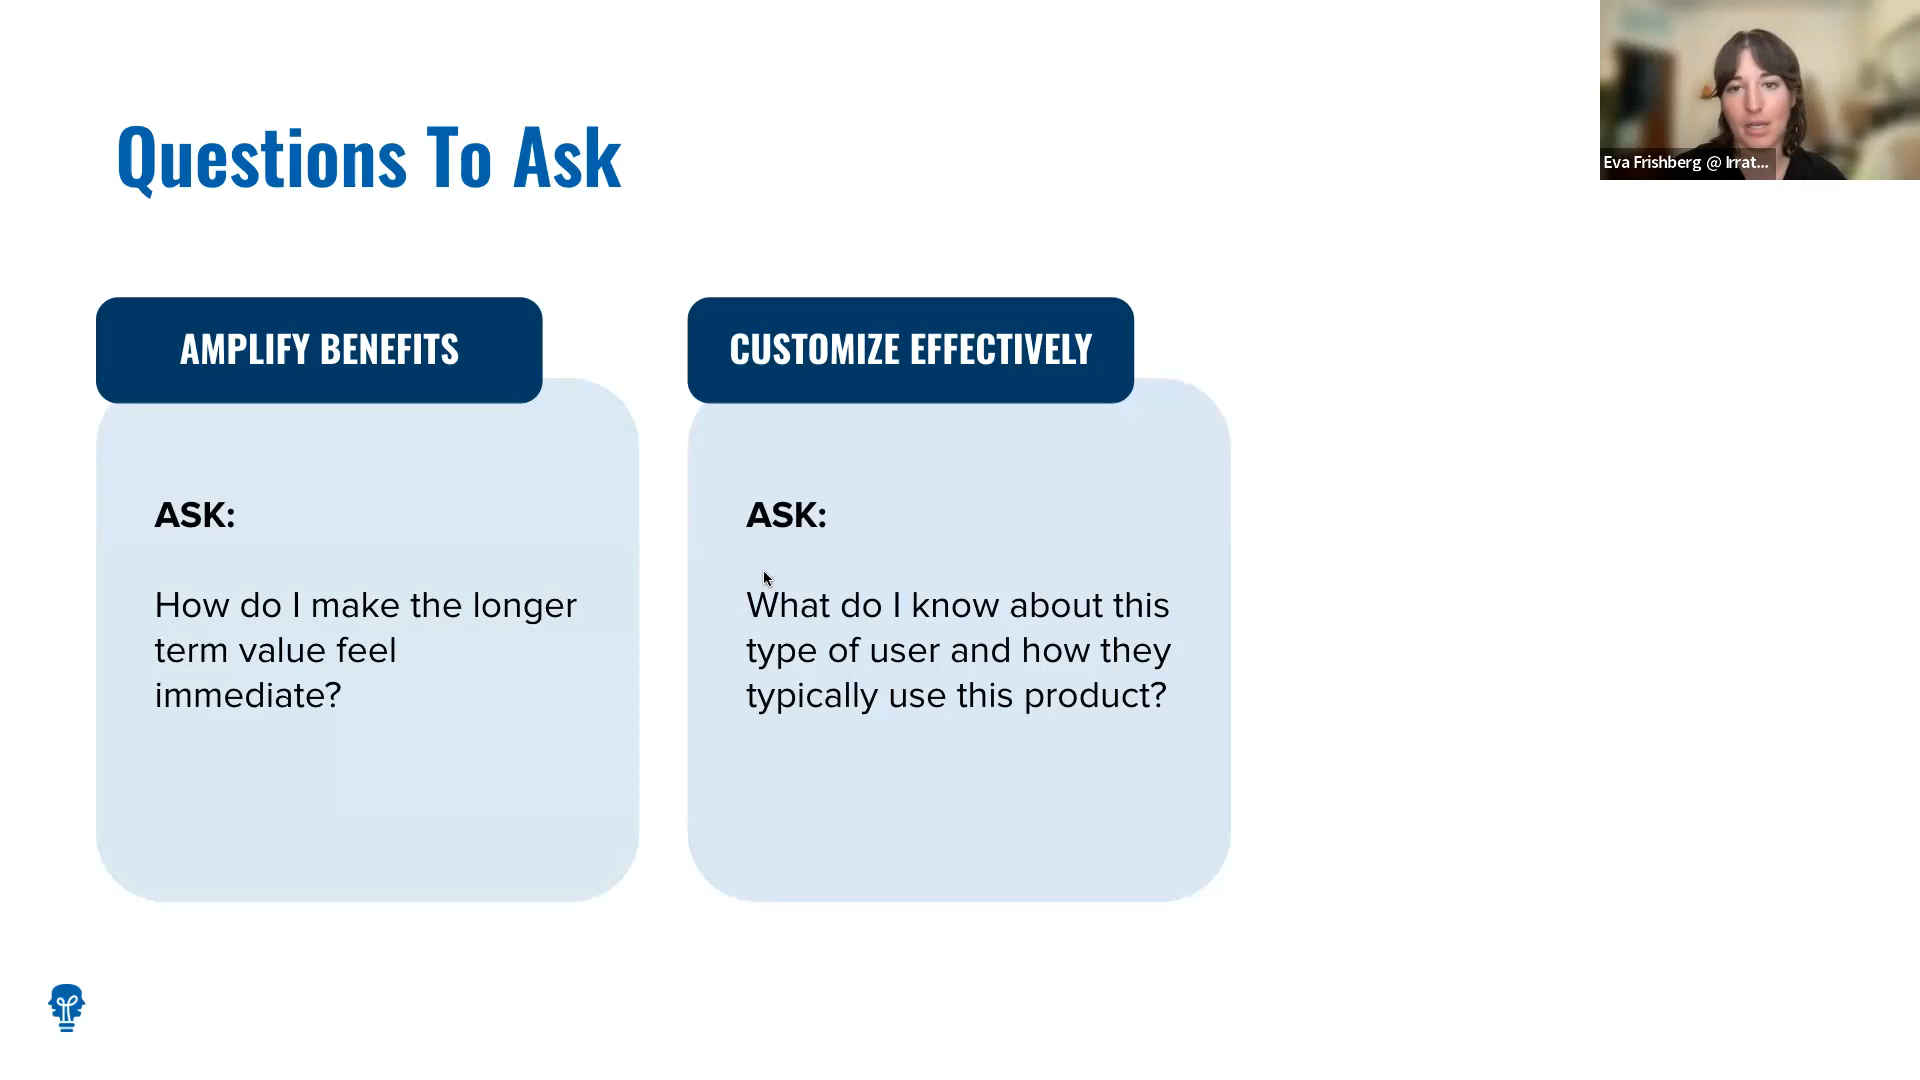 Questions To Ask
AMPLIFY BENEFITS
ASK:
How do I make the longer
term value feel
immediate?
CUSTOMIZE EFFECTIVELY
ASK:
What do I know about this
type of user and how they
typically use this product?
Eva Frishberg @ Irrat...